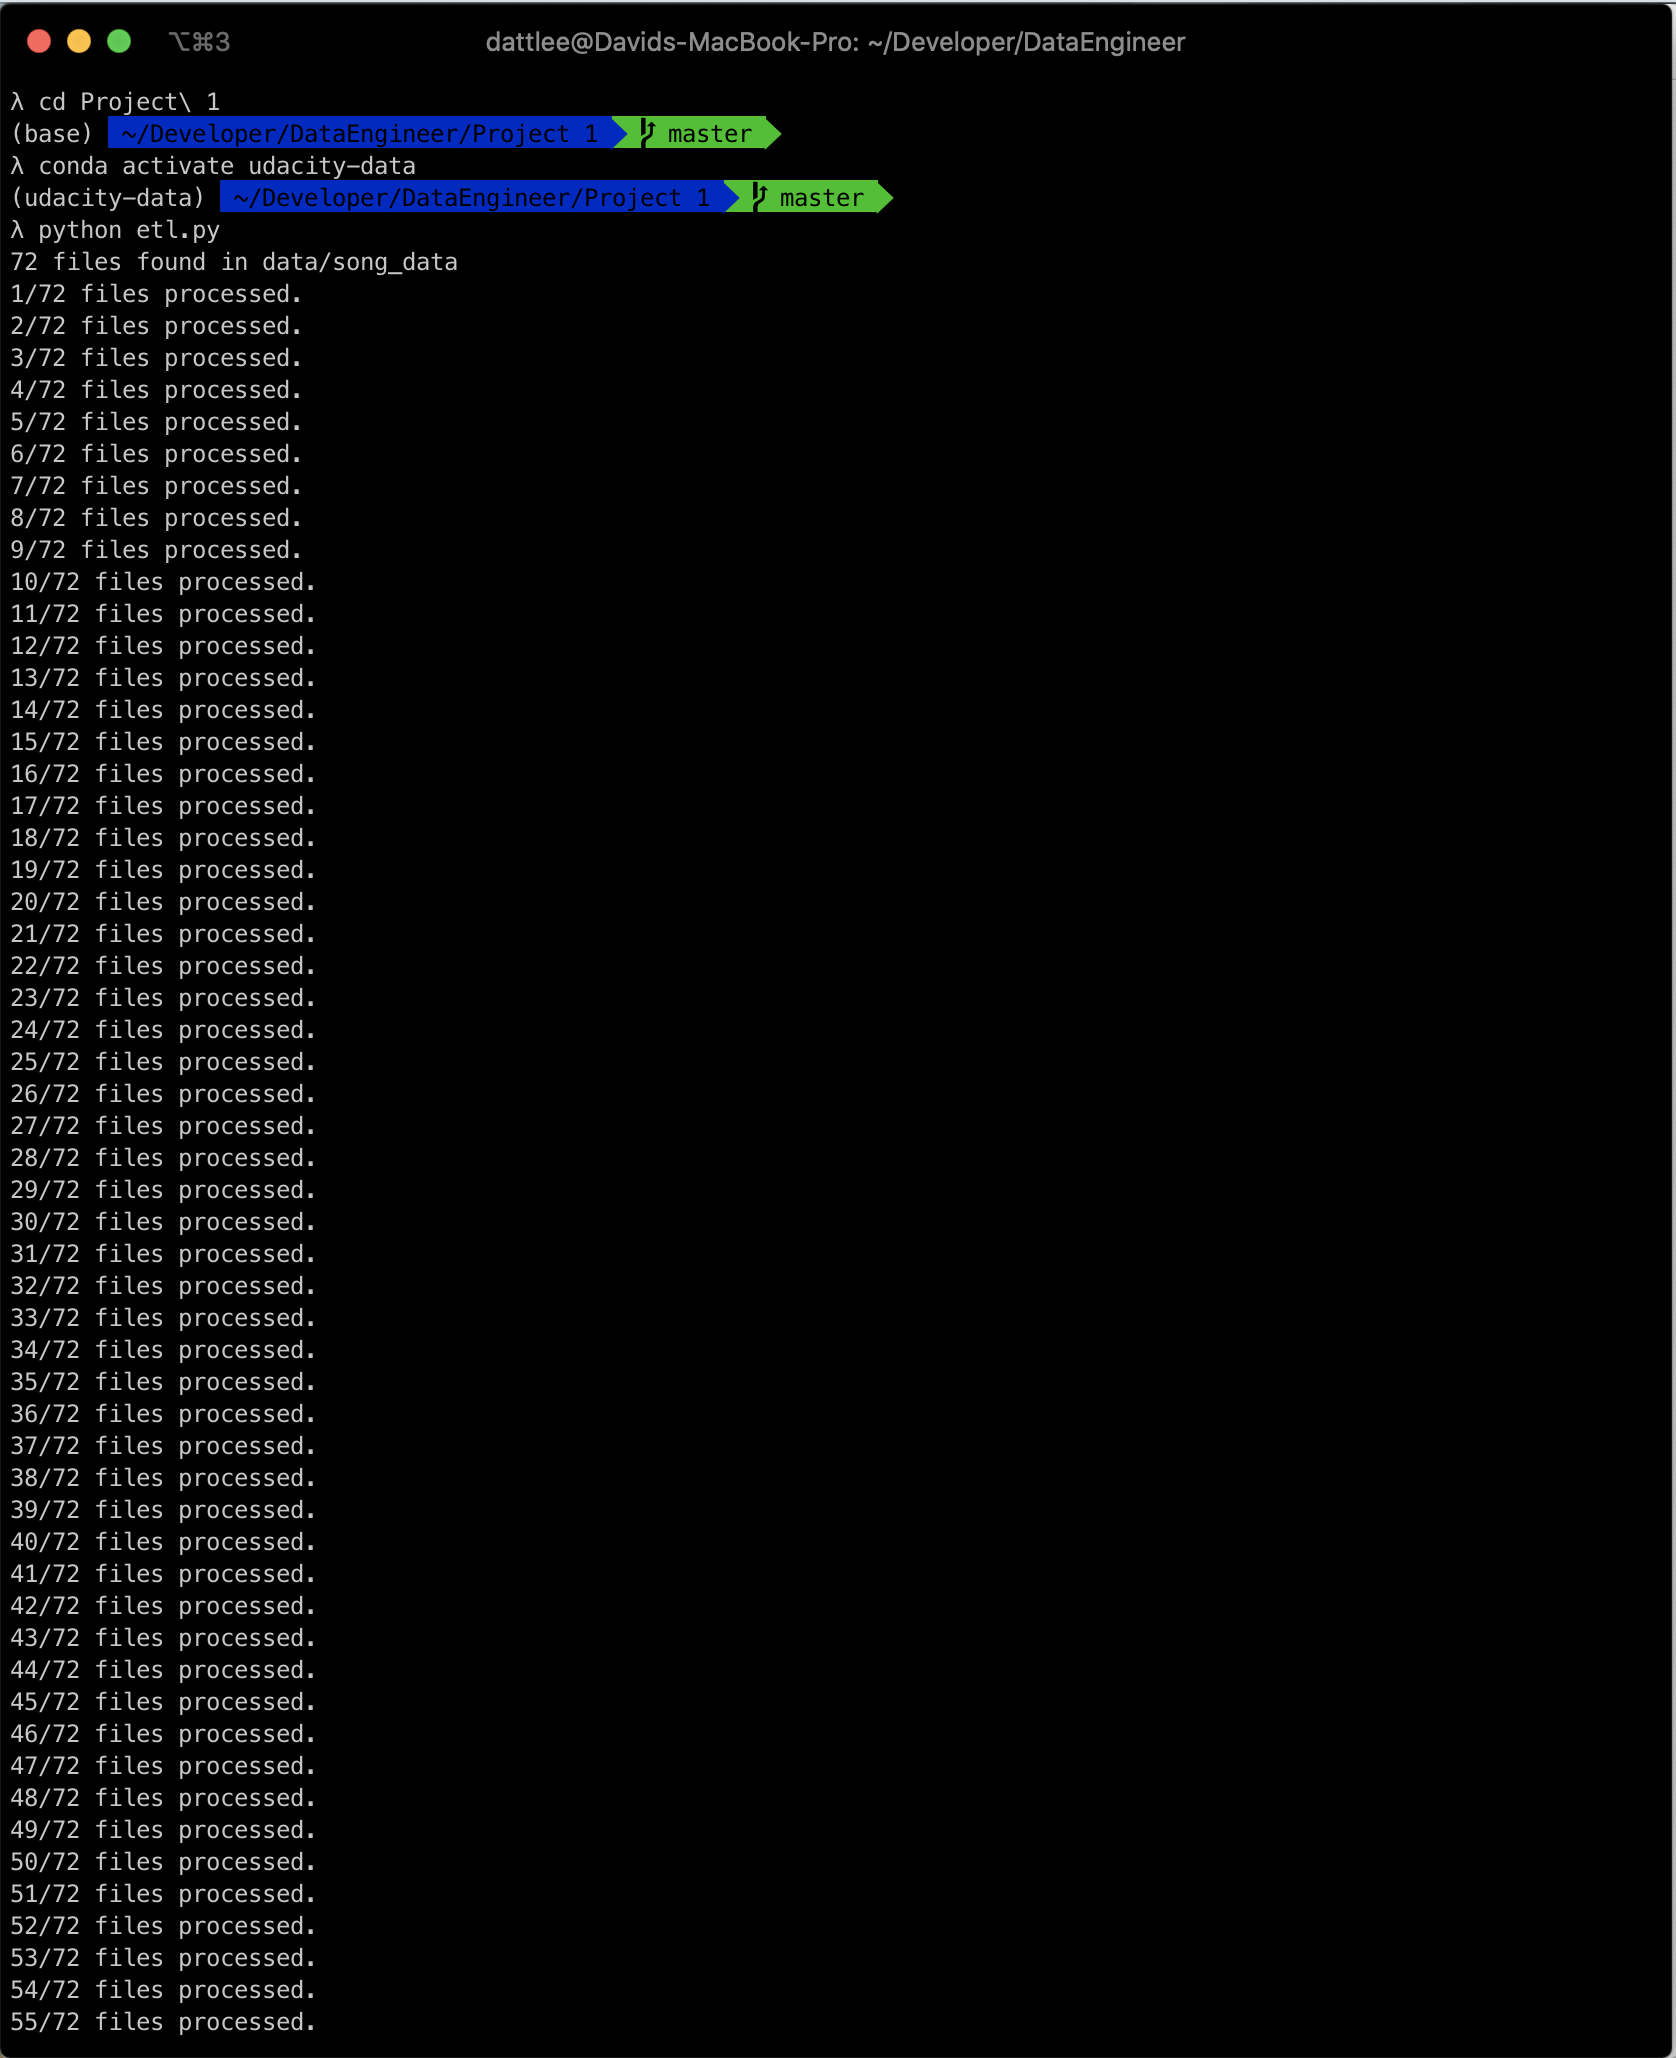 ⌥⌘3 dattlee@Davids-MacBook-Pro: ~/Developer/DataEngineer
λ cd Project\ 1
(base) ~/Developer/DataEngineer/Project 1 master
λ conda activate udacity-data
(udacity-data) ~/Developer/DataEngineer/Project 1 master
λ python etl.py
72 files found in data/song_data
1/72 files processed.
2/72 files processed.
3/72 files processed.
4/72 files processed.
5/72 files processed.
6/72 files processed.
7/72 files processed.
8/72 files processed.
9/72 files processed.
10/72 files processed.
11/72 files processed.
12/72 files processed.
13/72 files processed.
14/72 files processed.
15/72 files processed.
16/72 files processed.
17/72 files processed.
18/72 files processed.
19/72 files processed.
20/72 files processed.
21/72 files processed.
22/72 files processed.
23/72 files processed.
24/72 files processed.
25/72 files processed.
26/72 files processed.
27/72 files processed.
28/72 files processed.
29/72 files processed.
30/72 files processed.
31/72 files processed.
32/72 files processed.
33/72 files processed.
34/72 files processed.
35/72 files processed.
36/72 files processed.
37/72 files processed.
38/72 files processed.
39/72 files processed.
40/72 files processed.
41/72 files processed.
42/72 files processed.
43/72 files processed.
44/72 files processed.
45/72 files processed.
46/72 files processed.
47/72 files processed.
48/72 files processed.
49/72 files processed.
50/72 files processed.
51/72 files processed.
52/72 files processed.
53/72 files processed.
54/72 files processed.
55/72 files processed.